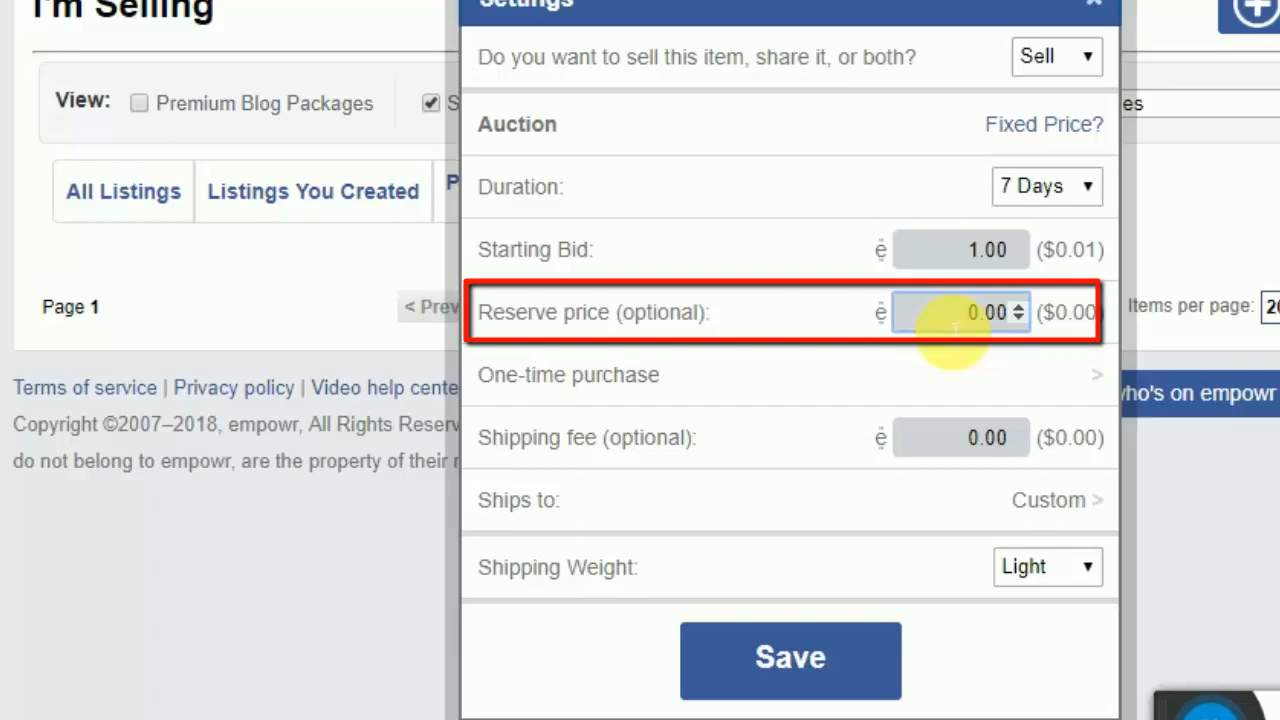 I'm Selling
Settings
Do you want to sell this item, share it, or both? Sell
View: Premium Blog Packages S
es
Auction Fixed Price?
Duration: 7 Days
All Listings Listings You Created P
Starting Bid: ë 1.00 ($0.01)
Page 1 < Prev
Reserve price (optional): ë 0.00 ($0.00)
Items per page: 20
One-time purchase >
Terms of service | Privacy policy | Video help cente
who's on empowr
Copyright ©2007–2018, empowr, All Rights Reserv
Shipping fee (optional): ë 0.00 ($0.00)
do not belong to empowr, are the property of their r
Ships to: Custom >
Shipping Weight: Light
Save